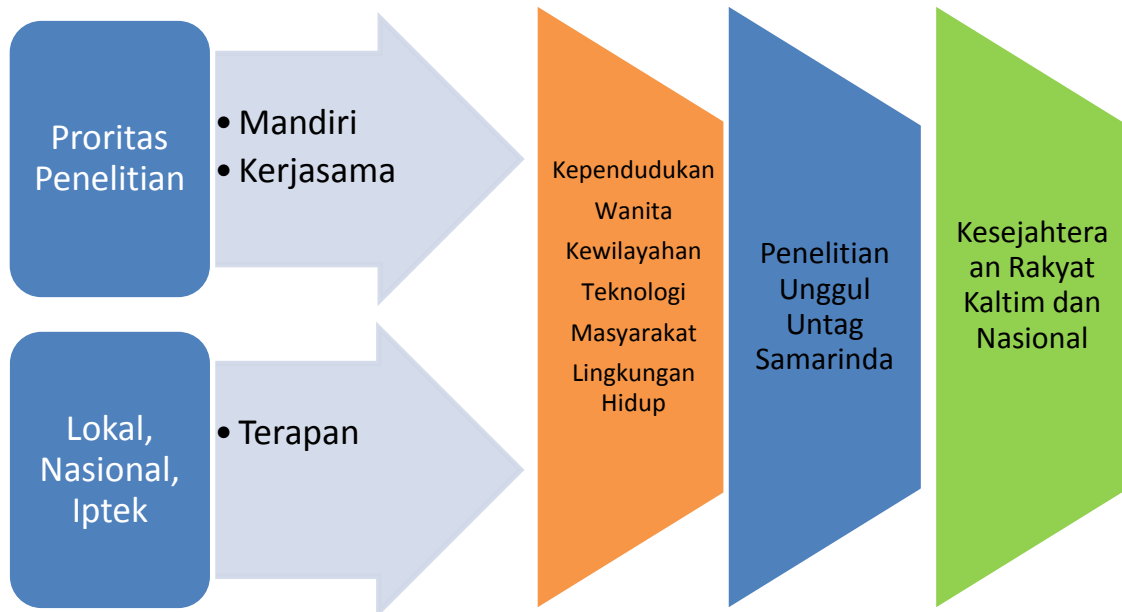 Proritas
Penelitian
• Mandiri
• Kerjasama
Lokal,
Nasional,
Iptek
• Terapan
Kependudukan
Wanita
Kewilayahan
Teknologi
Masyarakat
Lingkungan
Hidup
Penelitian
Unggul
Untag
Samarinda
Kesejahtera
an Rakyat
Kaltim dan
Nasional